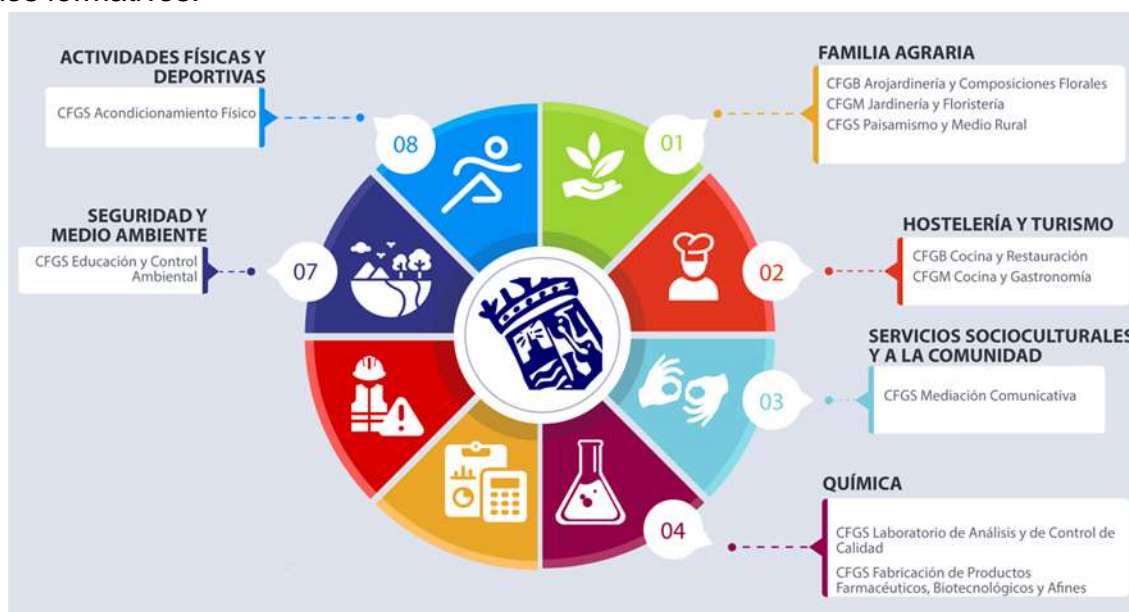 ACTIVIDADES FÍSICAS Y
DEPORTIVAS
CFGS Acondicionamiento Físico
08
FAMILIA AGRARIA
CFGB Arojardinería y Composiciones Florales
CFGM Jardinería y Floristería
CFGS Paisamismo y Medio Rural
01
SEGURIDAD Y
MEDIO AMBIENTE
CFGS Educación y Control
Ambiental
07
HOSTELERÍA Y TURISMO
CFGB Cocina y Restauración
CFGM Cocina y Gastronomía
02
SERVICIOS SOCIOCULTURALES
Y A LA COMUNIDAD
CFGS Mediación Comunicativa
03
QUÍMICA
CFGS Laboratorio de Análisis y de Control de
Calidad
CFGS Fabricación de Productos
Farmacéuticos, Biotecnológicos y Afines
04